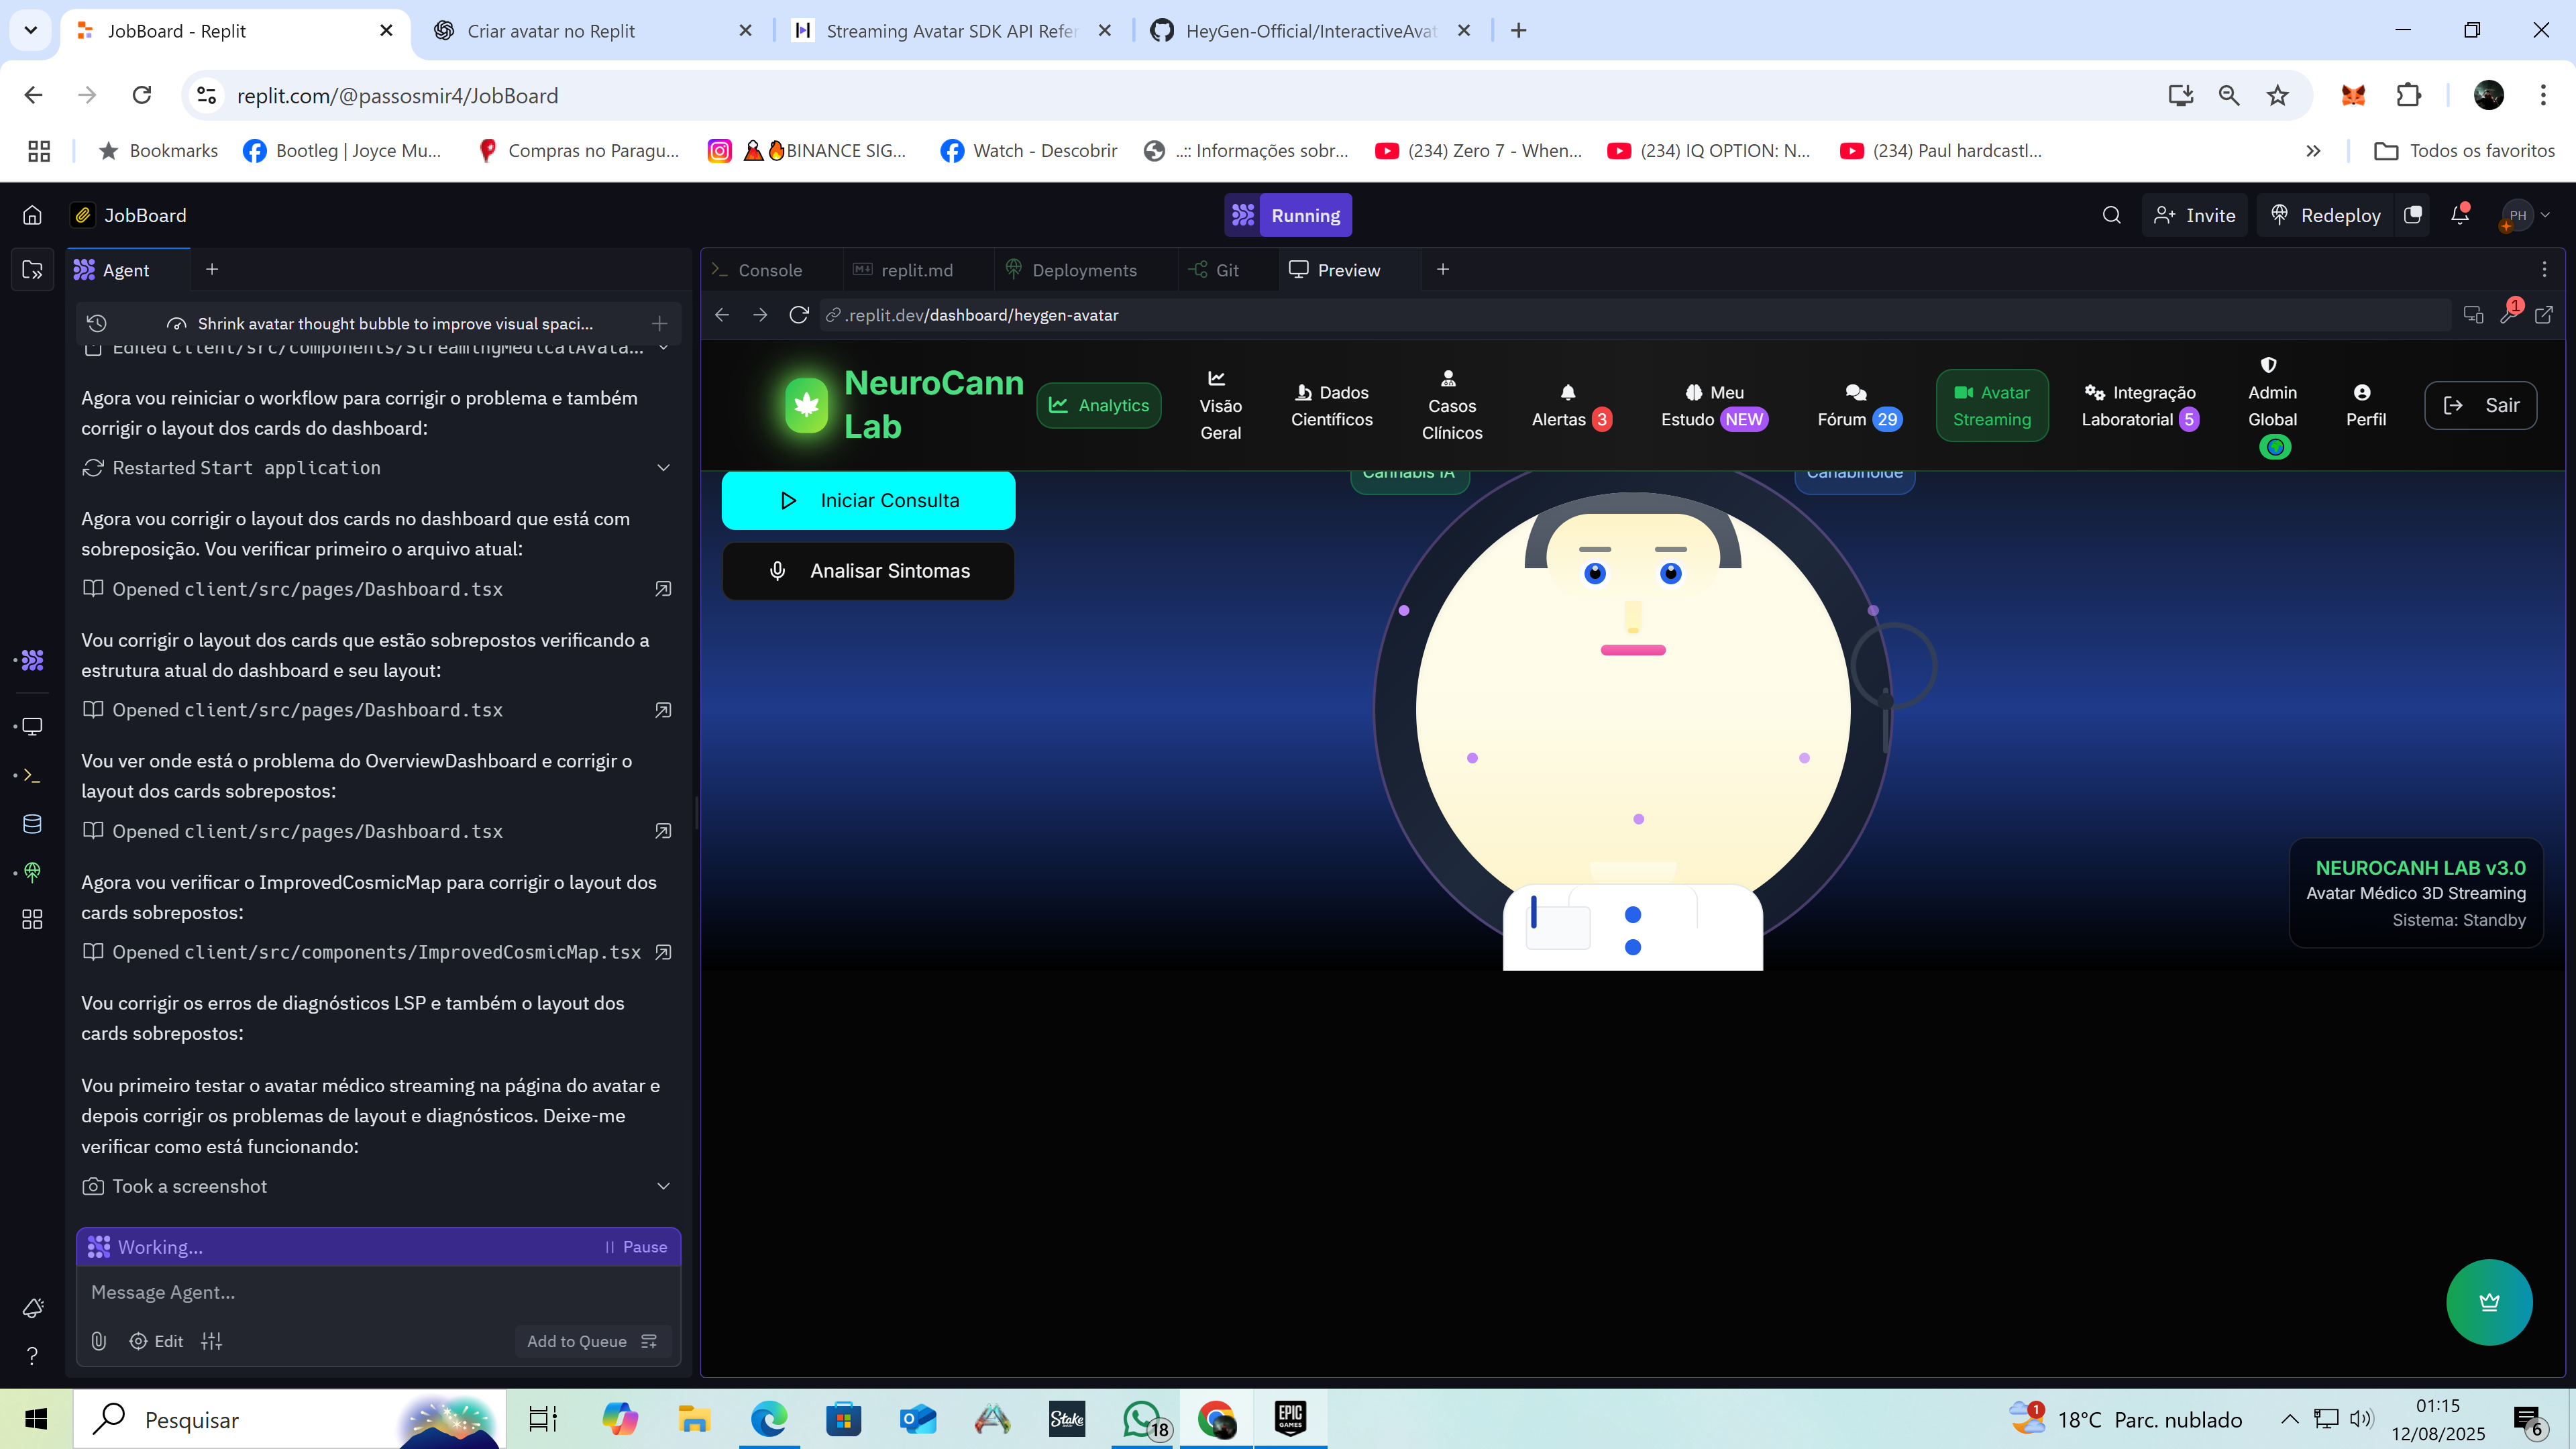 JobBoard - Replit
Criar avatar no Replit
Streaming Avatar SDK API Refer
HeyGen-Official/InteractiveAvat
replit.com/@passosmir4/JobBoard
Bookmarks
Bootleg | Joyce Mu...
Compras no Paragu...
BINANCE SIG...
Watch - Descobrir
..:: Informações sobr...
(234) Zero 7 - When...
(234) IQ OPTION: N...
(234) Paul hardcastl...
Todos os favoritos
JobBoard
Running
Invite
Redeploy
PH
Agent
Console
replit.md
Deployments
Git
Preview
Shrink avatar thought bubble to improve visual spaci...
.replit.dev/dashboard/heygen-avatar
1
Edited client/src/components/StreamingMedicalAvata...
Agora vou reiniciar o workflow para corrigir o problema e também
corrigir o layout dos cards do dashboard:
Restarted Start application
Agora vou corrigir o layout dos cards no dashboard que está com
sobreposição. Vou verificar primeiro o arquivo atual:
Opened client/src/pages/Dashboard.tsx
Vou corrigir o layout dos cards que estão sobrepostos verificando a
estrutura atual do dashboard e seu layout:
Opened client/src/pages/Dashboard.tsx
Vou ver onde está o problema do OverviewDashboard e corrigir o
layout dos cards sobrepostos:
Opened client/src/pages/Dashboard.tsx
Agora vou verificar o ImprovedCosmicMap para corrigir o layout dos
cards sobrepostos:
Opened client/src/components/ImprovedCosmicMap.tsx
Vou corrigir os erros de diagnósticos LSP e também o layout dos
cards sobrepostos:
Vou primeiro testar o avatar médico streaming na página do avatar e
depois corrigir os problemas de layout e diagnósticos. Deixe-me
verificar como está funcionando:
Took a screenshot
Working...
Pause
Message Agent...
Edit
Add to Queue
NeuroCann
Lab
Analytics
Visão
Geral
Dados
Científicos
Casos
Clínicos
Alertas 3
Meu
Estudo NEW
Fórum 29
Avatar
Streaming
Integração
Laboratorial 5
Admin
Global
Perfil
Sair
Cannabis IA
Canabinoide
Iniciar Consulta
Analisar Sintomas
NEUROCANH LAB v3.0
Avatar Médico 3D Streaming
Sistema: Standby
Pesquisar
Stake
18
EPIC
GAMES
1
18°C Parc. nublado
01:15
12/08/2025
6